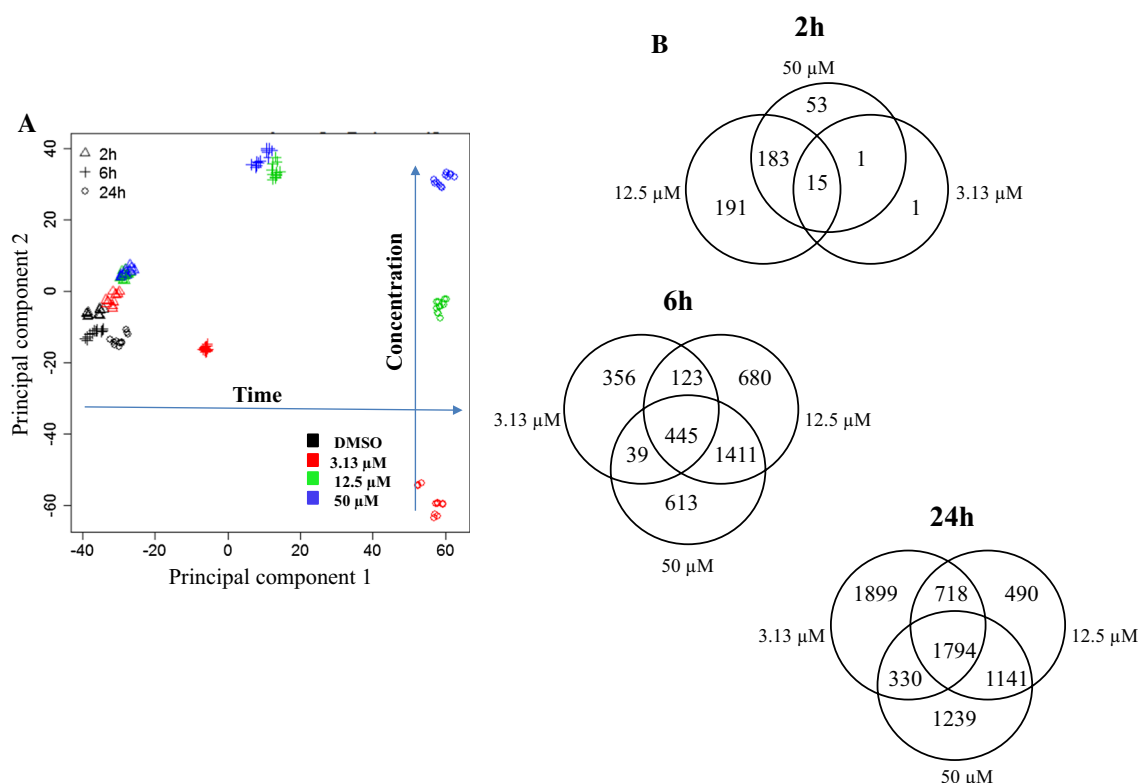 A
40
20
0
-20
-40
-60
Principal component 2
2h
6h
24h
Concentration
Time
DMSO
3.13 µM
12.5 µM
50 µM
-40
-20
0
20
40
60
Principal component 1
B
2h
50 µM
53
183
1
15
12.5 µM
191
1
3.13 µM
6h
356
123
680
3.13 µM
12.5 µM
445
39
1411
613
50 µM
24h
1899
718
490
3.13 µM
12.5 µM
1794
330
1141
1239
50 µM